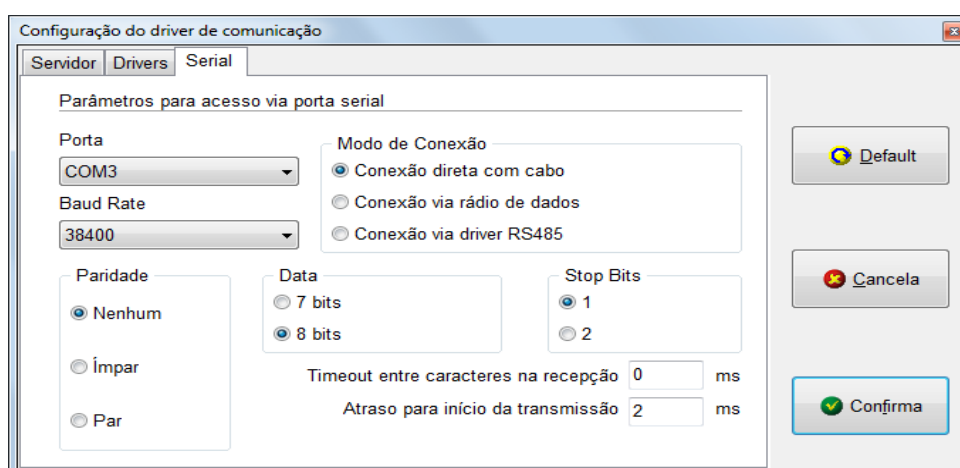 Configuração do driver de comunicação
Servidor Drivers Serial
Parâmetros para acesso via porta serial
Porta
COM3
Baud Rate
38400
Modo de Conexão
Conexão direta com cabo
Conexão via rádio de dados
Conexão via driver RS485
Paridade
Nenhum
Ímpar
Par
Data
7 bits
8 bits
Stop Bits
1
2
Timeout entre caracteres na recepção 0 ms
Atraso para início da transmissão 2 ms
Default
Cancela
Confirma